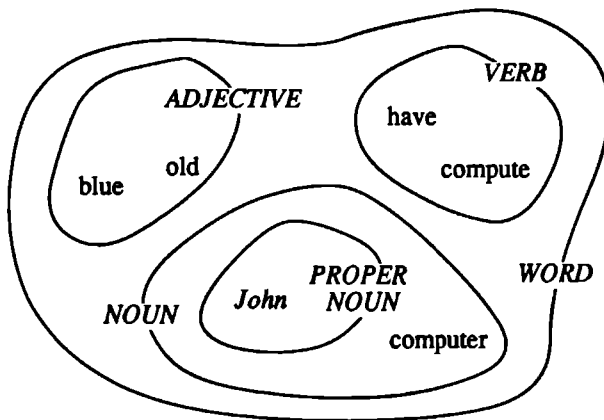 ADJECTIVE
VERB
have
old
blue
compute
PROPER
NOUN
John
WORD
NOUN
computer